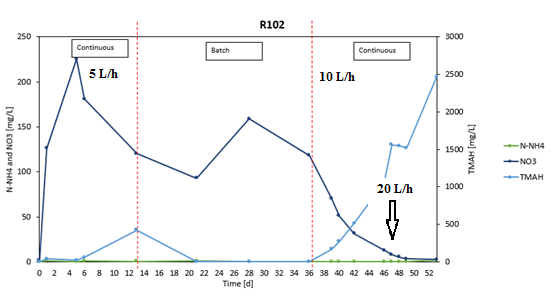 R102
Continuous
Batch
Continuous
5 L/h
10 L/h
20 L/h
N-NH4 and NO3 [mg/L]
250
200
150
100
50
0
TMAH [mg/L]
3000
2500
2000
1500
1000
500
0
0 2 4 6 8 10 12 14 16 18 20 22 24 26 28 30 32 34 36 38 40 42 44 46 48 50 52
Time [d]
N-NH4
NO3
TMAH